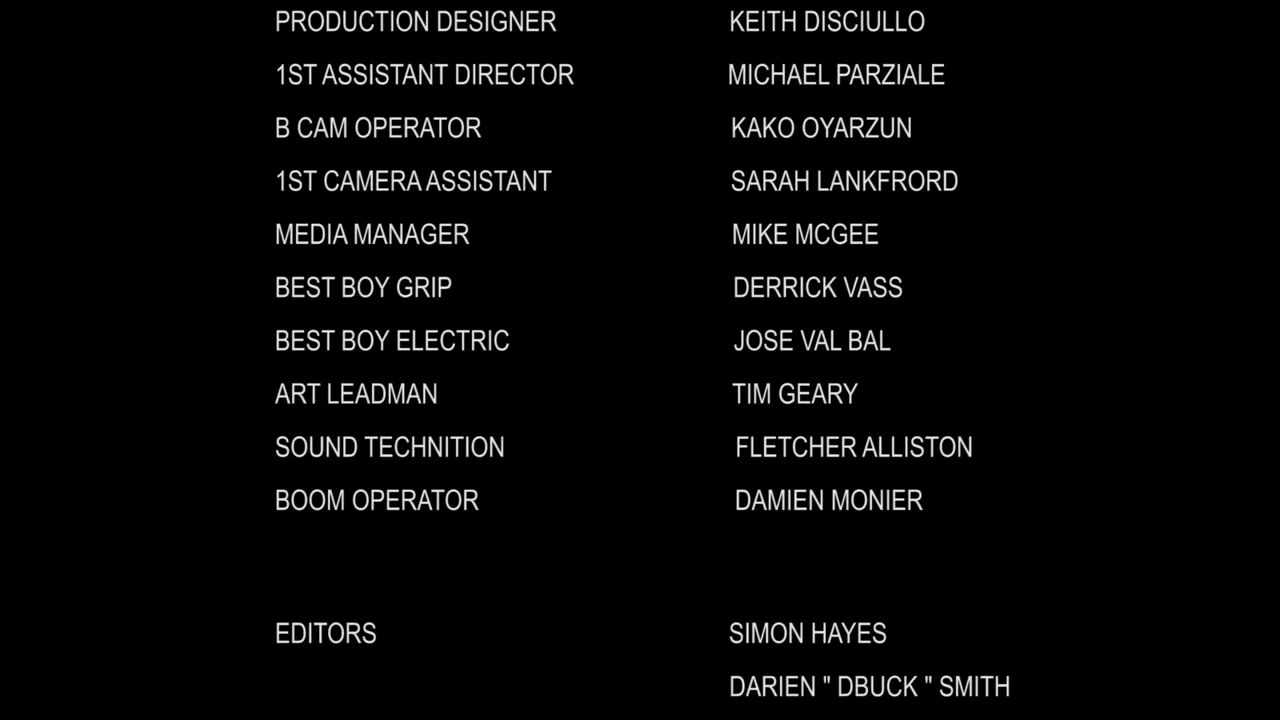 PRODUCTION DESIGNER KEITH DISCIULLO
1ST ASSISTANT DIRECTOR MICHAEL PARZIALE
B CAM OPERATOR KAKO OYARZUN
1ST CAMERA ASSISTANT SARAH LANKFRORD
MEDIA MANAGER MIKE MCGEE
BEST BOY GRIP DERRICK VASS
BEST BOY ELECTRIC JOSE VAL BAL
ART LEADMAN TIM GEARY
SOUND TECHNITION FLETCHER ALLISTON
BOOM OPERATOR DAMIEN MONIER
EDITORS SIMON HAYES
DARIEN " DBUCK " SMITH